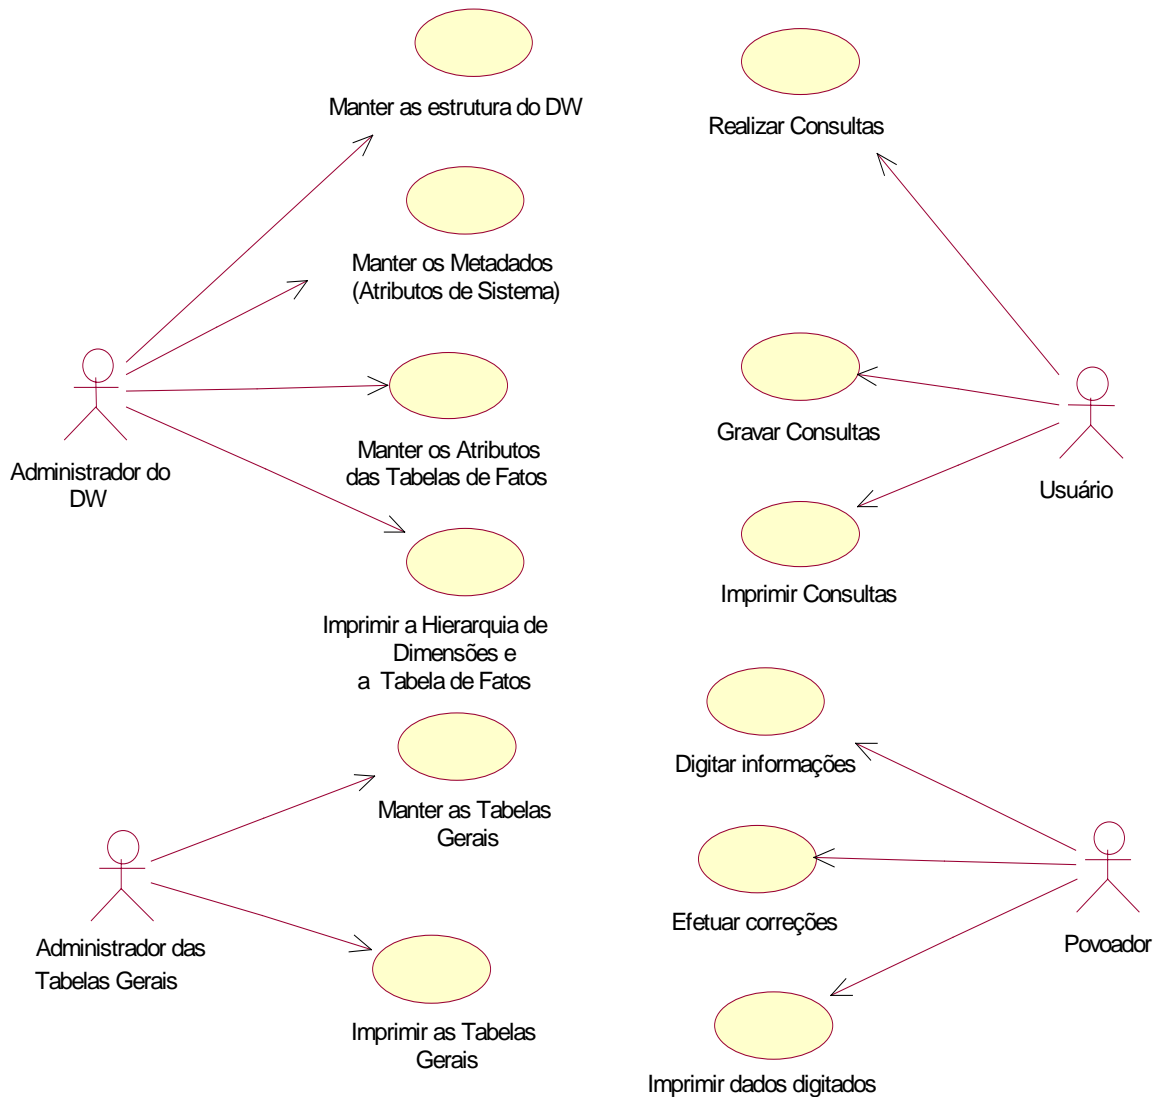 Manter as estrutura do DW
Realizar Consultas
Manter os Metadados
(Atributos de Sistema)
Manter os Atributos
das Tabelas de Fatos
Gravar Consultas
Administrador do
DW
Usuário
Imprimir Consultas
Imprimir a Hierarquia de
Dimensões e
a Tabela de Fatos
Digitar informações
Manter as Tabelas
Gerais
Efetuar correções
Administrador das
Tabelas Gerais
Povoador
Imprimir as Tabelas
Gerais
Imprimir dados digitados